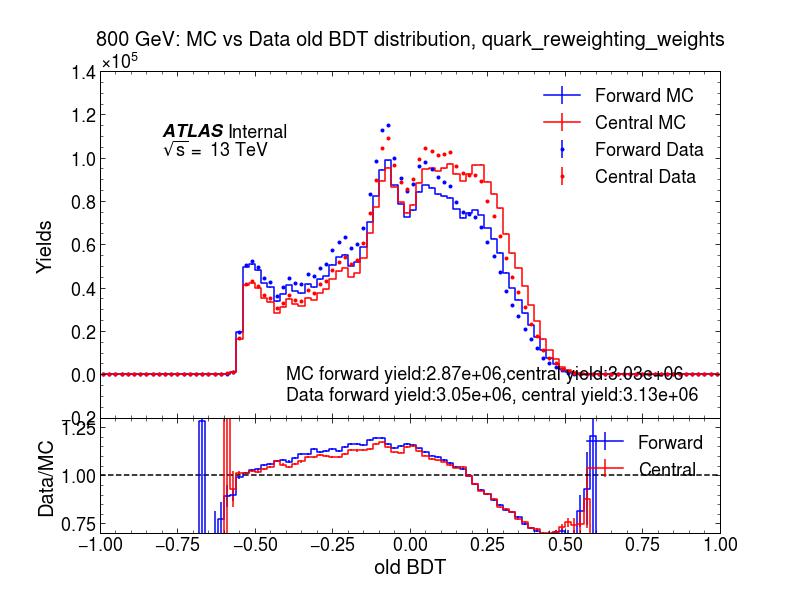 800 GeV: MC vs Data old BDT distribution, quark_reweighting_weights
×10⁵
1.4
1.2
1.0
0.8
0.6
0.4
0.2
0.0
0.2
Yields
ATLAS Internal
√s = 13 TeV
Forward MC
Central MC
Forward Data
Central Data
MC forward yield:2.87e+06,central yield:3.03e+06
Data forward yield:3.05e+06, central yield:3.13e+06
1.25
1.00
0.75
Data/MC
Forward
Central
−1.00 −0.75 −0.50 −0.25 0.00 0.25 0.50 0.75 1.00
old BDT